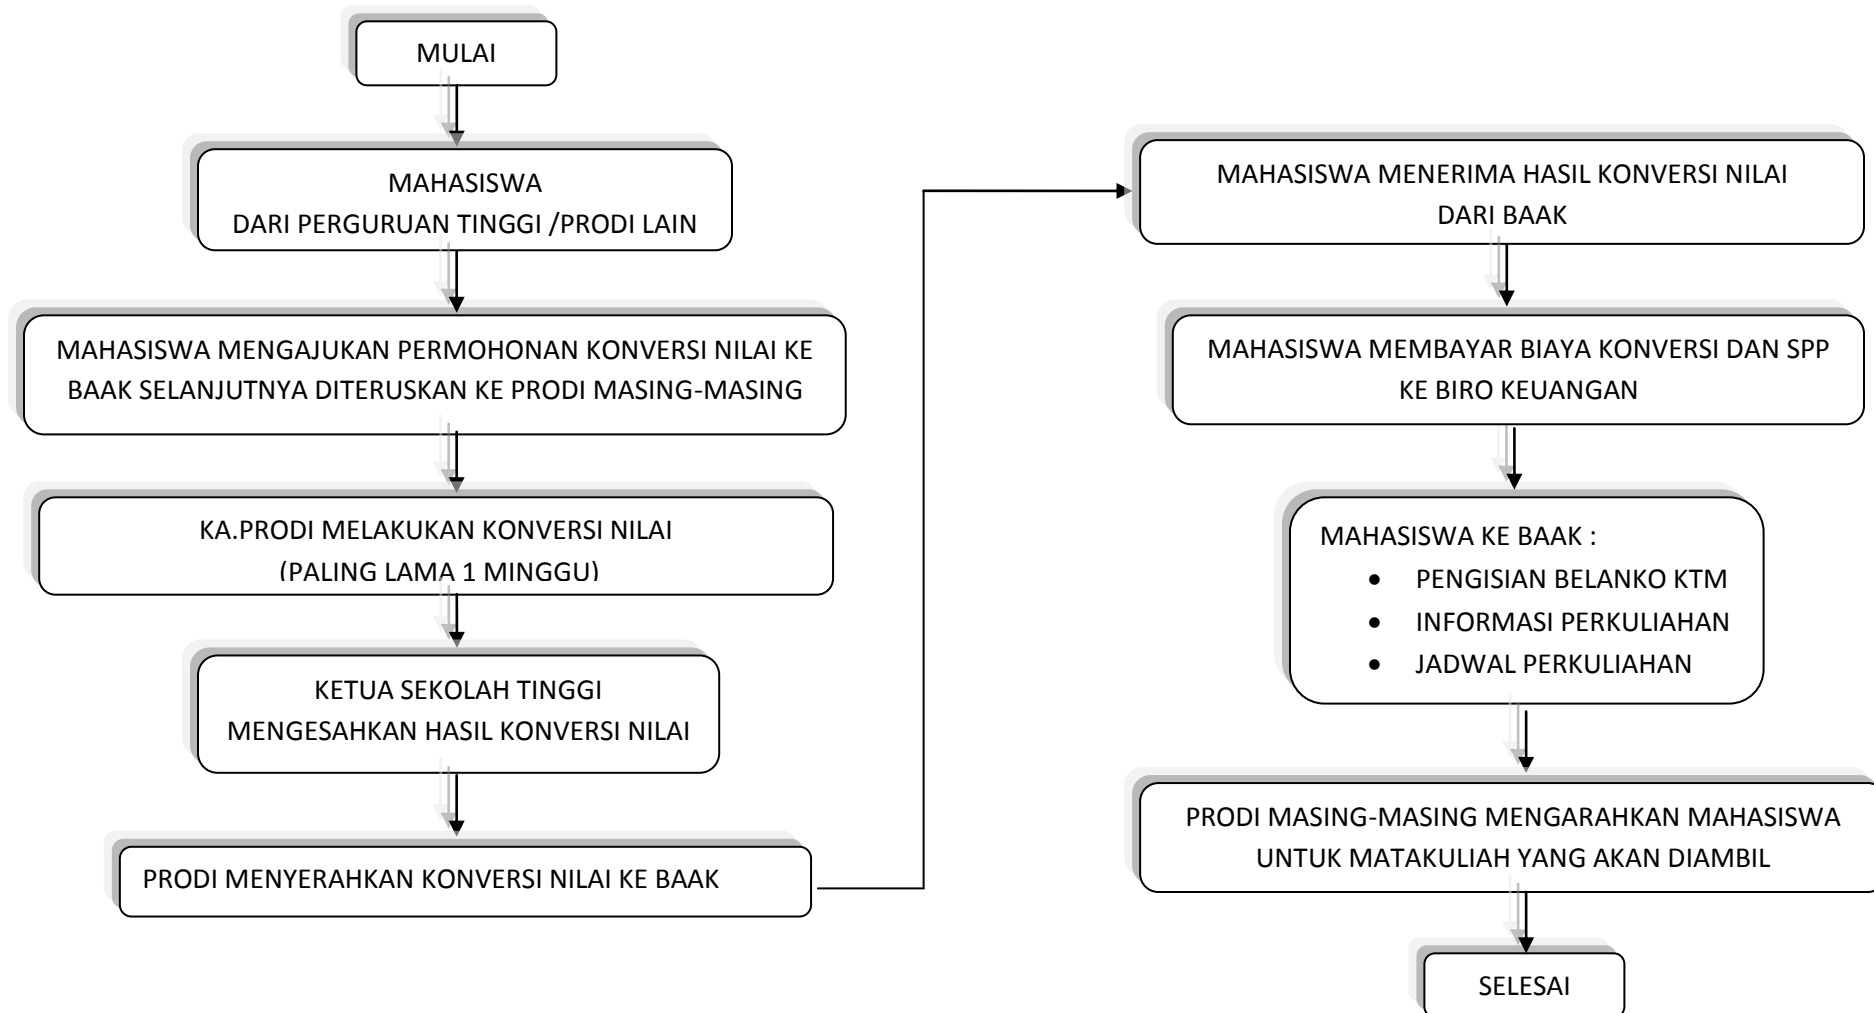 MULAI
MAHASISWA
DARI PERGURUAN TINGGI /PRODI LAIN
MAHASISWA MENGAJUKAN PERMOHONAN KONVERSI NILAI KE
BAAK SELANJUTNYA DITERUSKAN KE PRODI MASING-MASING
KA.PRODI MELAKUKAN KONVERSI NILAI
(PALING LAMA 1 MINGGU)
KETUA SEKOLAH TINGGI
MENGESAHKAN HASIL KONVERSI NILAI
PRODI MENYERAHKAN KONVERSI NILAI KE BAAK
MAHASISWA MENERIMA HASIL KONVERSI NILAI
DARI BAAK
MAHASISWA MEMBAYAR BIAYA KONVERSI DAN SPP
KE BIRO KEUANGAN
MAHASISWA KE BAAK :
• PENGISIAN BELANKO KTM
• INFORMASI PERKULIAHAN
• JADWAL PERKULIAHAN
PRODI MASING-MASING MENGARAHKAN MAHASISWA
UNTUK MATAKULIAH YANG AKAN DIAMBIL
SELESAI